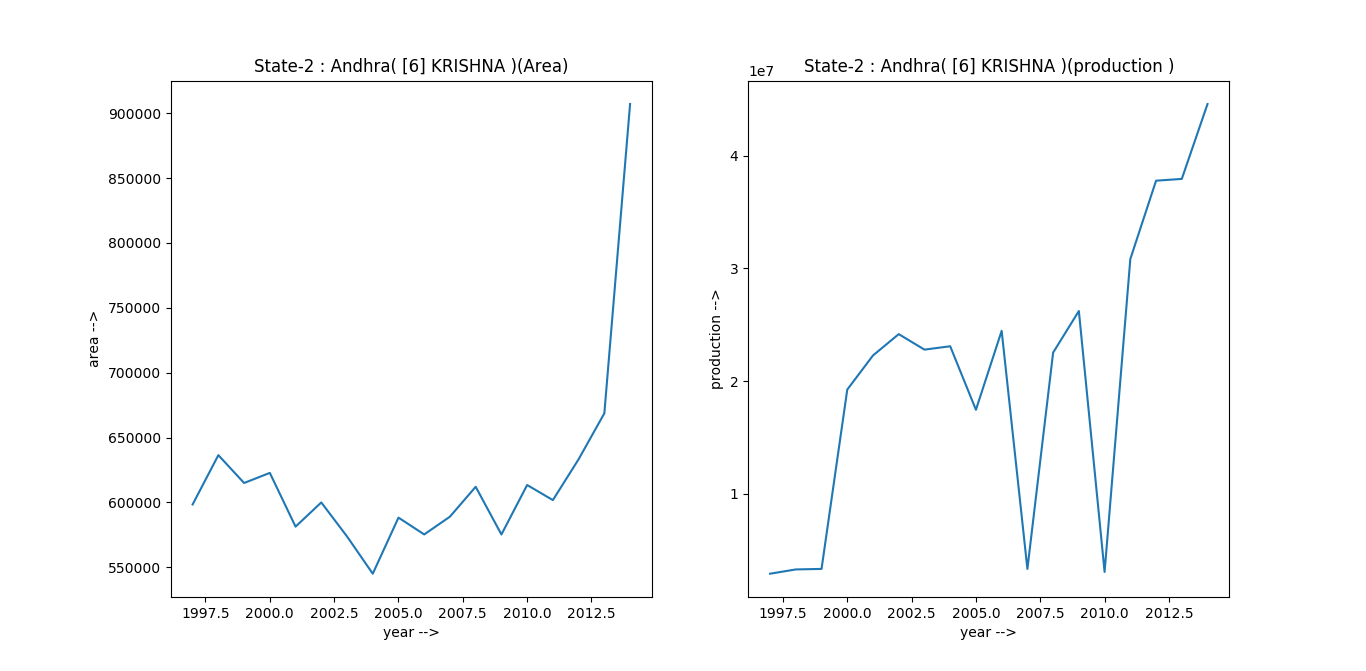 State-2 : Andhra( [6] KRISHNA )(Area)
900000
850000
800000
750000
700000
650000
600000
550000
area -->
1997.5 2000.0 2002.5 2005.0 2007.5 2010.0 2012.5
year -->
State-2 : Andhra( [6] KRISHNA )(production )
1e7
4
3
2
1
production -->
1997.5 2000.0 2002.5 2005.0 2007.5 2010.0 2012.5
year -->